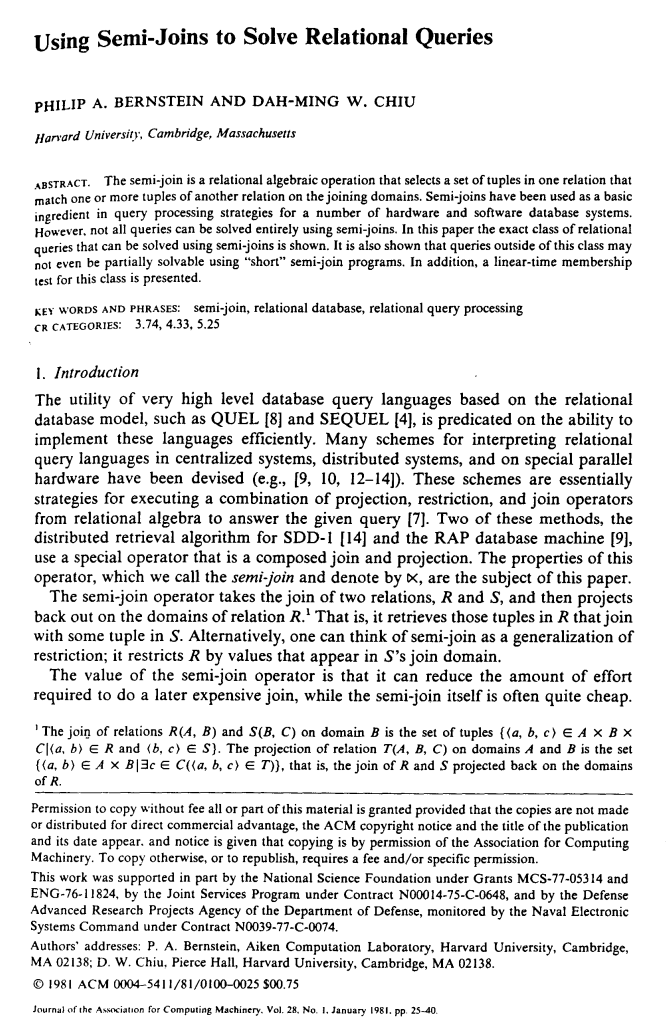 Using Semi-Joins to Solve Relational Queries
PHILIP A. BERNSTEIN AND DAH-MING W. CHIU
Harvard University, Cambridge, Massachusetts
ABSTRACT. The semi-join is a relational algebraic operation that selects a set of tuples in one relation that
match one or more tuples of another relation on the joining domains. Semi-joins have been used as a basic
ingredient in query processing strategies for a number of hardware and software database systems.
However, not all queries can be solved entirely using semi-joins. In this paper the exact class of relational
queries that can be solved using semi-joins is shown. It is also shown that queries outside of this class may
not even be partially solvable using "short" semi-join programs. In addition, a linear-time membership
test for this class is presented.
KEY WORDS AND PHRASES: semi-join, relational database, relational query processing
CR CATEGORIES: 3.74, 4.33, 5.25
1. Introduction
The utility of very high level database query languages based on the relational
database model, such as QUEL [8] and SEQUEL [4], is predicated on the ability to
implement these languages efficiently. Many schemes for interpreting relational
query languages in centralized systems, distributed systems, and on special parallel
hardware have been devised (e.g., [9, 10, 12–14]). These schemes are essentially
strategies for executing a combination of projection, restriction, and join operators
from relational algebra to answer the given query [7]. Two of these methods, the
distributed retrieval algorithm for SDD-1 [14] and the RAP database machine [9],
use a special operator that is a composed join and projection. The properties of this
operator, which we call the semi-join and denote by ⋉, are the subject of this paper.
The semi-join operator takes the join of two relations, R and S, and then projects
back out on the domains of relation R.¹ That is, it retrieves those tuples in R that join
with some tuple in S. Alternatively, one can think of semi-join as a generalization of
restriction; it restricts R by values that appear in S's join domain.
The value of the semi-join operator is that it can reduce the amount of effort
required to do a later expensive join, while the semi-join itself is often quite cheap.
¹ The join of relations R(A, B) and S(B, C) on domain B is the set of tuples {⟨a, b, c⟩ ∈ A × B ×
C|⟨a, b⟩ ∈ R and ⟨b, c⟩ ∈ S}. The projection of relation T(A, B, C) on domains A and B is the set
{⟨a, b⟩ ∈ A × B|∃c ∈ C(⟨a, b, c⟩ ∈ T)}, that is, the join of R and S projected back on the domains
of R.
Permission to copy without fee all or part of this material is granted provided that the copies are not made
or distributed for direct commercial advantage, the ACM copyright notice and the title of the publication
and its date appear, and notice is given that copying is by permission of the Association for Computing
Machinery. To copy otherwise, or to republish, requires a fee and/or specific permission.
This work was supported in part by the National Science Foundation under Grants MCS-77-05314 and
ENG-76-11824, by the Joint Services Program under Contract N00014-75-C-0648, and by the Defense
Advanced Research Projects Agency of the Department of Defense, monitored by the Naval Electronic
Systems Command under Contract N0039-77-C-0074.
Authors' addresses: P. A. Bernstein, Aiken Computation Laboratory, Harvard University, Cambridge,
MA 02138; D. W. Chiu, Pierce Hall, Harvard University, Cambridge, MA 02138.
© 1981 ACM 0004-5411/81/0100-0025 $00.75
Journal of the Association for Computing Machinery, Vol. 28, No. 1, January 1981, pp. 25–40.